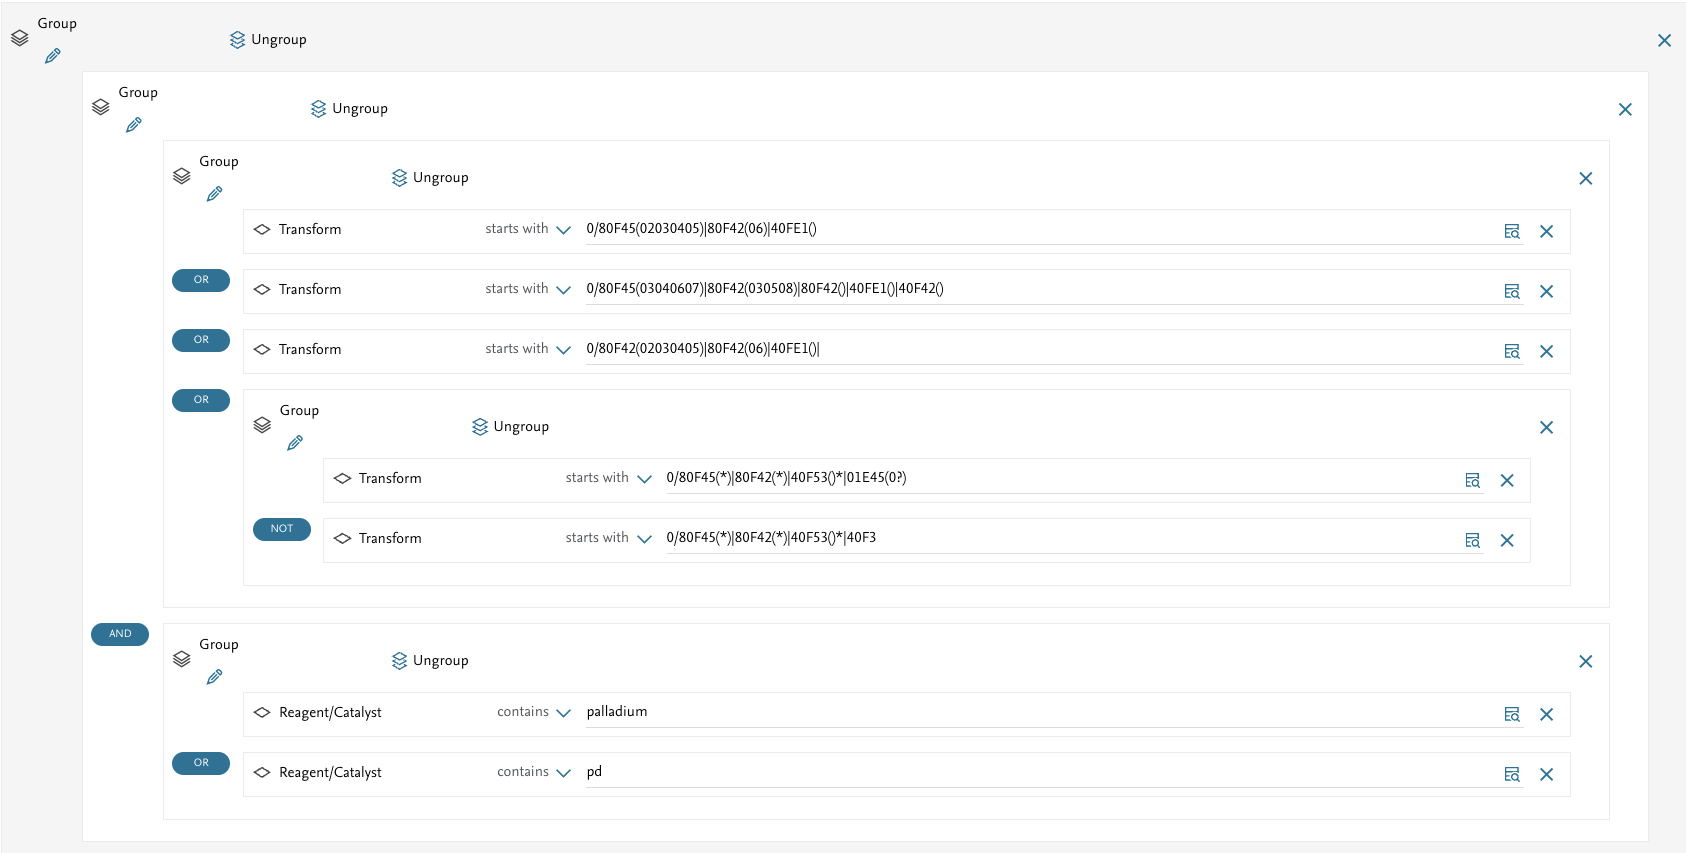 Group
Ungroup
Group
Ungroup
Group
Ungroup
Transform starts with 0/80F45(02030405)|80F42(06)|40FE1()
OR
Transform starts with 0/80F45(03040607)|80F42(030508)|80F42()|40FE1()|40F42()
OR
Transform starts with 0/80F42(02030405)|80F42(06)|40FE1()|
OR
Group
Ungroup
Transform starts with 0/80F45(*)|80F42(*)|40F53()*|01E45(0?)
NOT
Transform starts with 0/80F45(*)|80F42(*)|40F53()*|40F3
AND
Group
Ungroup
Reagent/Catalyst contains palladium
OR
Reagent/Catalyst contains pd